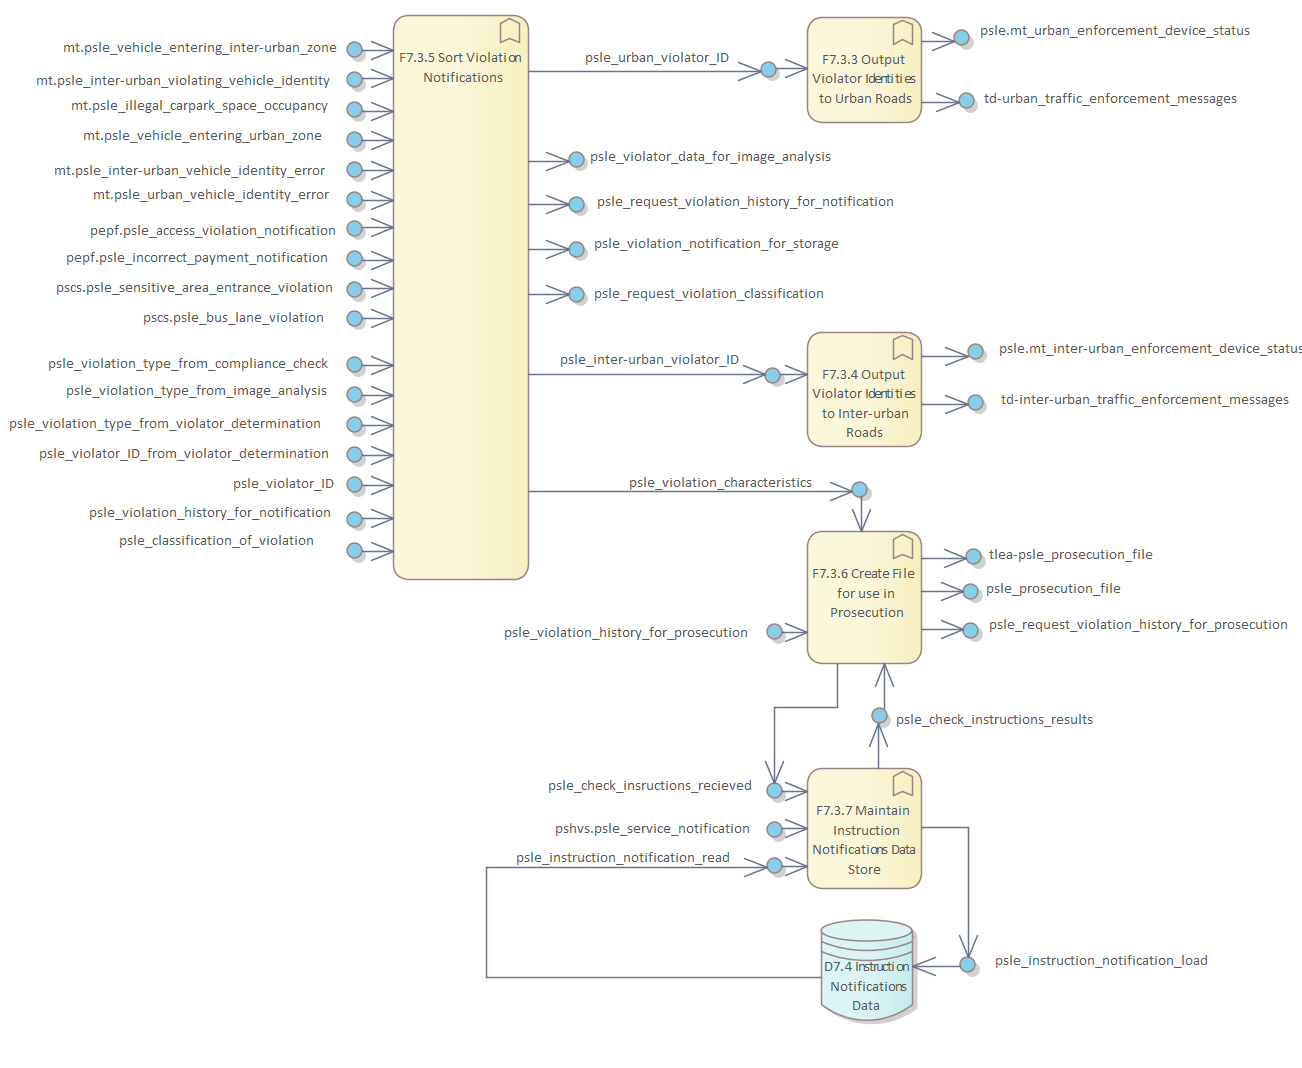 mt.psle_vehicle_entering_inter-urban_zone
mt.psle_inter-urban_violating_vehicle_identity
mt.psle_illegal_carpark_space_occupancy
mt.psle_vehicle_entering_urban_zone
mt.psle_inter-urban_vehicle_identity_error
mt.psle_urban_vehicle_identity_error
pepf.psle_access_violation_notification
pepf.psle_incorrect_payment_notification
pscs.psle_sensitive_area_entrance_violation
pscs.psle_bus_lane_violation
psle_violation_type_from_compliance_check
psle_violation_type_from_image_analysis
psle_violation_type_from_violator_determination
psle_violator_ID_from_violator_determination
psle_violator_ID
psle_violation_history_for_notification
psle_classification_of_violation
F7.3.5 Sort Violation
Notifications
psle_urban_violator_ID
F7.3.3 Output
Violator Identities
to Urban Roads
psle.mt_urban_enforcement_device_status
td-urban_traffic_enforcement_messages
psle_violator_data_for_image_analysis
psle_request_violation_history_for_notification
psle_violation_notification_for_storage
psle_request_violation_classification
psle_inter-urban_violator_ID
F7.3.4 Output
Violator Identities
to Inter-urban
Roads
psle.mt_inter-urban_enforcement_device_status
td-inter-urban_traffic_enforcement_messages
psle_violation_characteristics
F7.3.6 Create File
for use in
Prosecution
tlea-psle_prosecution_file
psle_prosecution_file
psle_request_violation_history_for_prosecution
psle_violation_history_for_prosecution
psle_check_instructions_results
psle_check_insructions_recieved
pshvs.psle_service_notification
psle_instruction_notification_read
F7.3.7 Maintain
Instruction
Notifications Data
Store
D7.4 Instruction
Notifications
Data
psle_instruction_notification_load